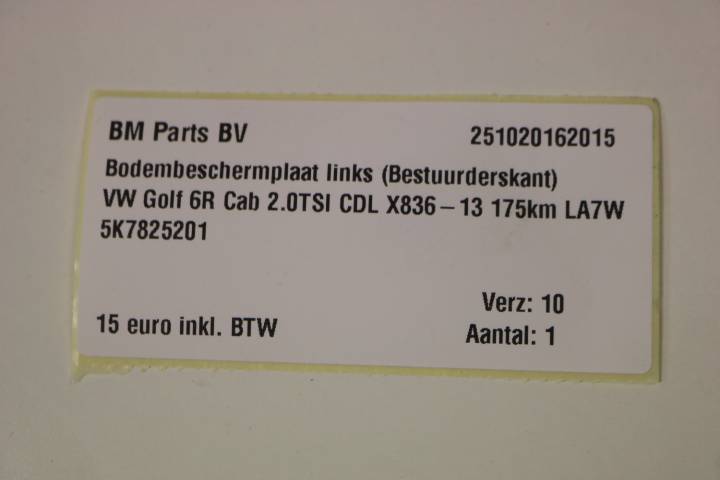 BM Parts BV 251020162015
Bodembeschermplaat links (Bestuurderskant)
VW Golf 6R Cab 2.0TSI CDL X836-13 175km LA7W
5K7825201
Verz: 10
15 euro inkl. BTW Aantal: 1